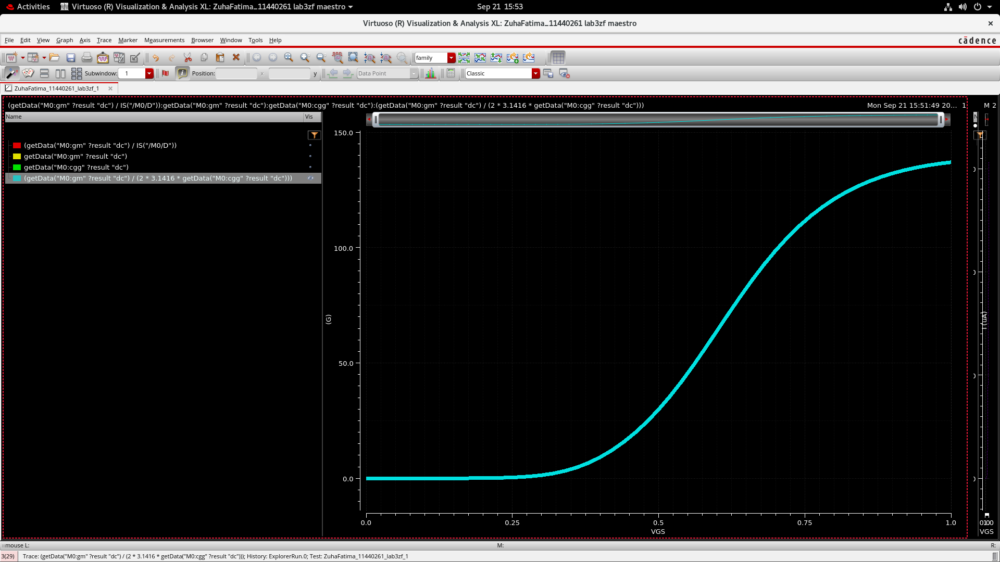 Activities
Virtuoso (R) Visualization & Analysis XL: ZuhaFatima_11440261 lab3zf maestro
Sep 21 15:53
Virtuoso (R) Visualization & Analysis XL: ZuhaFatima_11440261 lab3zf maestro
File Edit View Graph Axis Trace Marker Measurements Browser Window Tools Help
cādence
family
Subwindow: 1
Position: x y
Data Point
Classic
ZuhaFatima_11440261_lab3zf_1
(getData("M0:gm" ?result "dc") / IS("/M0/D")):getData("M0:gm" ?result "dc"):getData("M0:cgg" ?result "dc"):(getData("M0:gm" ?result "dc") / (2 * 3.1416 * getData("M0:cgg" ?result "dc")))
Mon Sep 21 15:51:49 20... 1
M 2
Name Vis
(getData("M0:gm" ?result "dc") / IS("/M0/D"))
getData("M0:gm" ?result "dc")
getData("M0:cgg" ?result "dc")
(getData("M0:gm" ?result "dc") / (2 * 3.1416 * getData("M0:cgg" ?result "dc")))
150.0
100.0
50.0
0.0
(G)
0.0 0.25 0.5 0.75 1.0
VGS
I (uA)
VGS
mouse L: M: R:
3(29) Trace: (getData("M0:gm" ?result "dc") / (2 * 3.1416 * getData("M0:cgg" ?result "dc"))); History: ExplorerRun.0; Test: ZuhaFatima_11440261_lab3zf_1